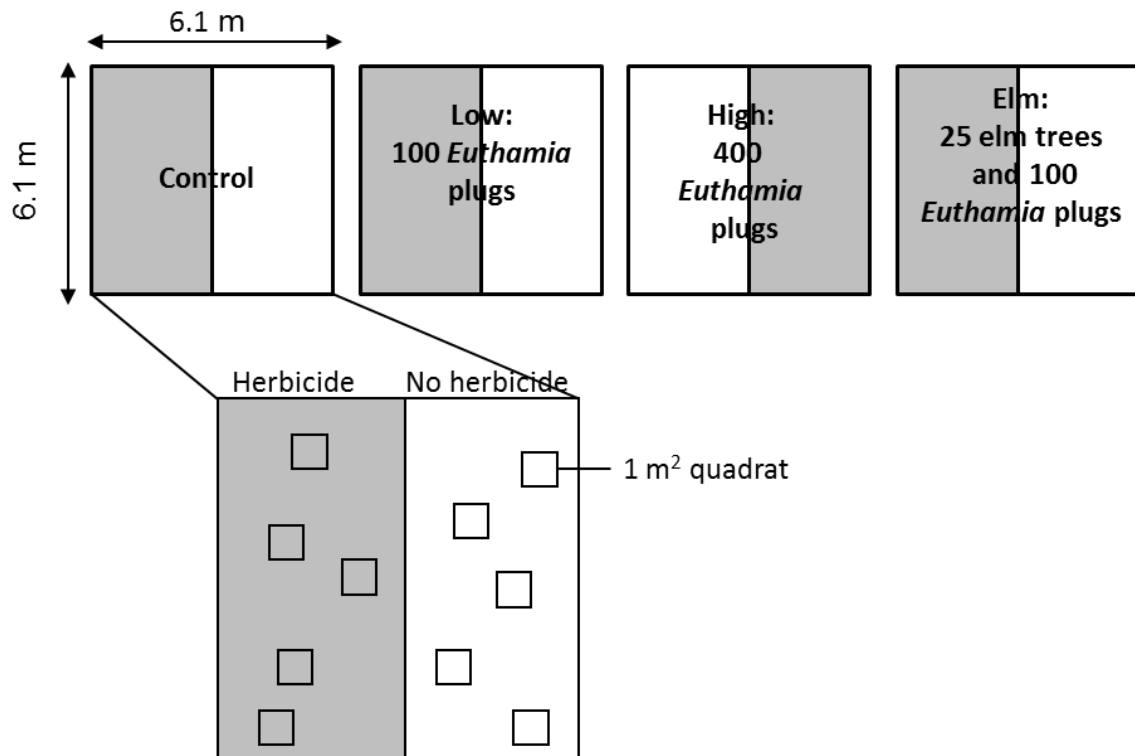 6.1 m
6.1 m
Control
Low:
100 Euthamia
plugs
High:
400
Euthamia
plugs
Elm:
25 elm trees
and 100
Euthamia plugs
Herbicide
No herbicide
1 m² quadrat